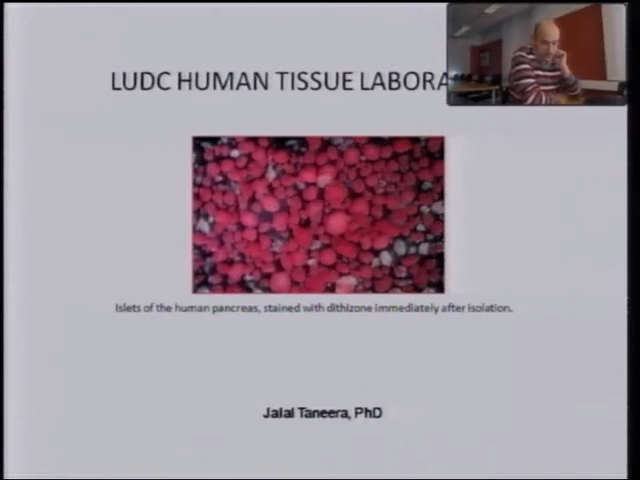 LUDC HUMAN TISSUE LABORA
Islets of the human pancreas, stained with dithizone immediately after isolation.
Jalal Taneera, PhD